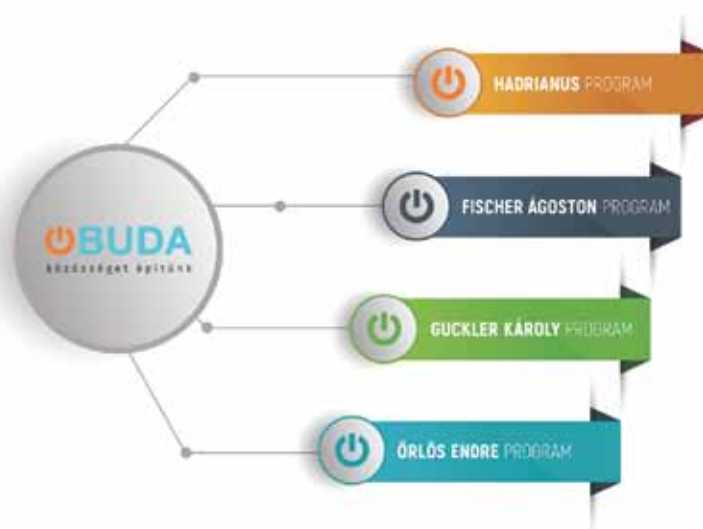 HADRIANUS PROGRAM
FISCHER ÁGOSTON PROGRAM
ÓBUDA
közösséget építünk
GUCKLER KÁROLY PROGRAM
ÖRLŐS ENDRE PROGRAM